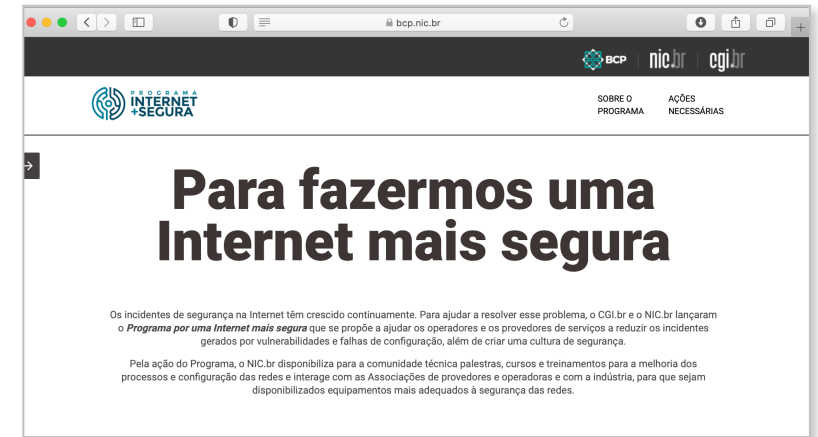 bcp.nic.br
BCP
nic.br
cgi.br
PROGRAMA
INTERNET
+SEGURA
SOBRE O
PROGRAMA
AÇÕES
NECESSÁRIAS
Para fazermos uma
Internet mais segura
Os incidentes de segurança na Internet têm crescido continuamente. Para ajudar a resolver esse problema, o CGI.br e o NIC.br lançaram
o Programa por uma Internet mais segura que se propõe a ajudar os operadores e os provedores de serviços a reduzir os incidentes
gerados por vulnerabilidades e falhas de configuração, além de criar uma cultura de segurança.
Pela ação do Programa, o NIC.br disponibiliza para a comunidade técnica palestras, cursos e treinamentos para a melhoria dos
processos e configuração das redes e interage com as Associações de provedores e operadoras e com a indústria, para que sejam
disponibilizados equipamentos mais adequados à segurança das redes.